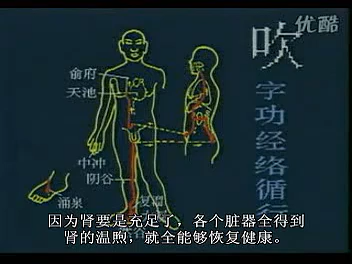 优酷
吹
字功经络循行
俞府
天池
中冲
阴谷
涌泉
复溜
因为肾要是充足了，各个脏器全得到
肾的温煦，就全能够恢复健康。